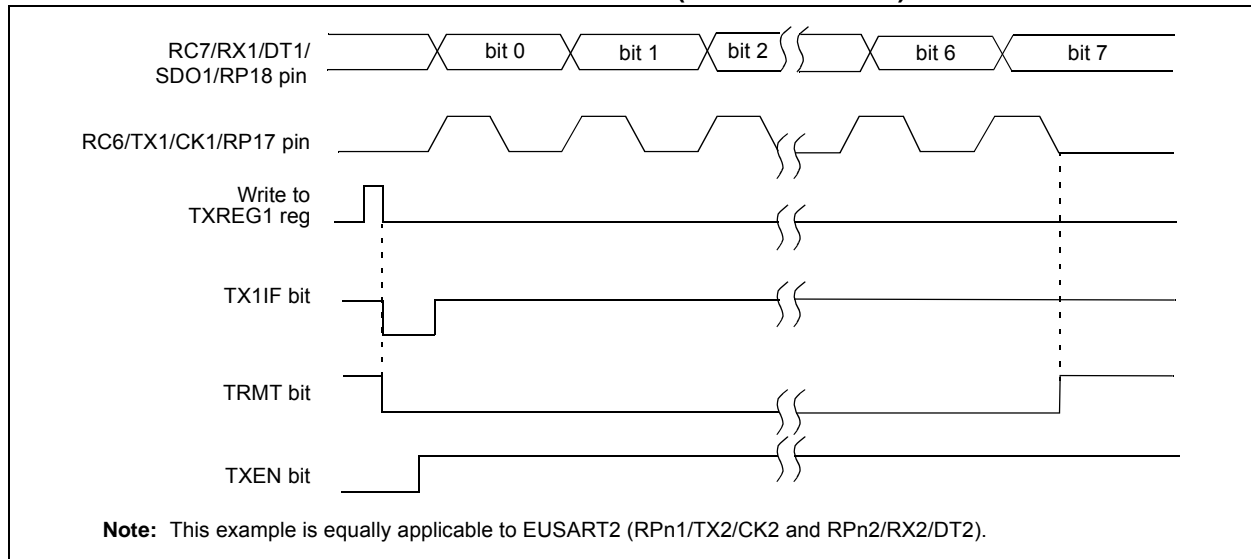 RC7/RX1/DT1/
SDO1/RP18 pin
bit 0
bit 1
bit 2
bit 6
bit 7
RC6/TX1/CK1/RP17 pin
Write to
TXREG1 reg
TX1IF bit
TRMT bit
TXEN bit
Note: This example is equally applicable to EUSART2 (RPn1/TX2/CK2 and RPn2/RX2/DT2).